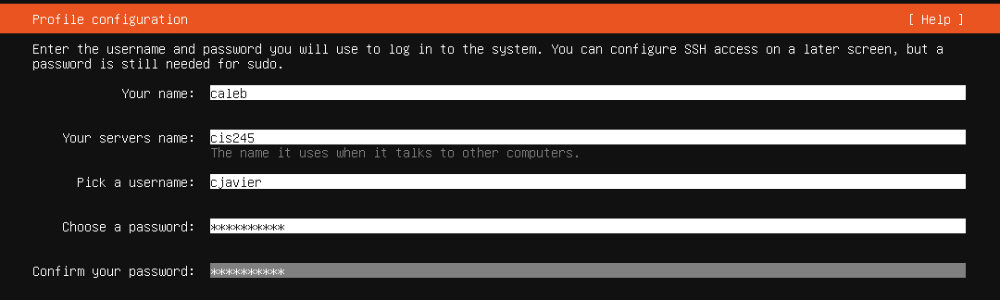 Profile configuration [ Help ]
Enter the username and password you will use to log in to the system. You can configure SSH access on a later screen, but a
password is still needed for sudo.
Your name: caleb
Your servers name: cis245
The name it uses when it talks to other computers.
Pick a username: cjavier
Choose a password: **********
Confirm your password: **********